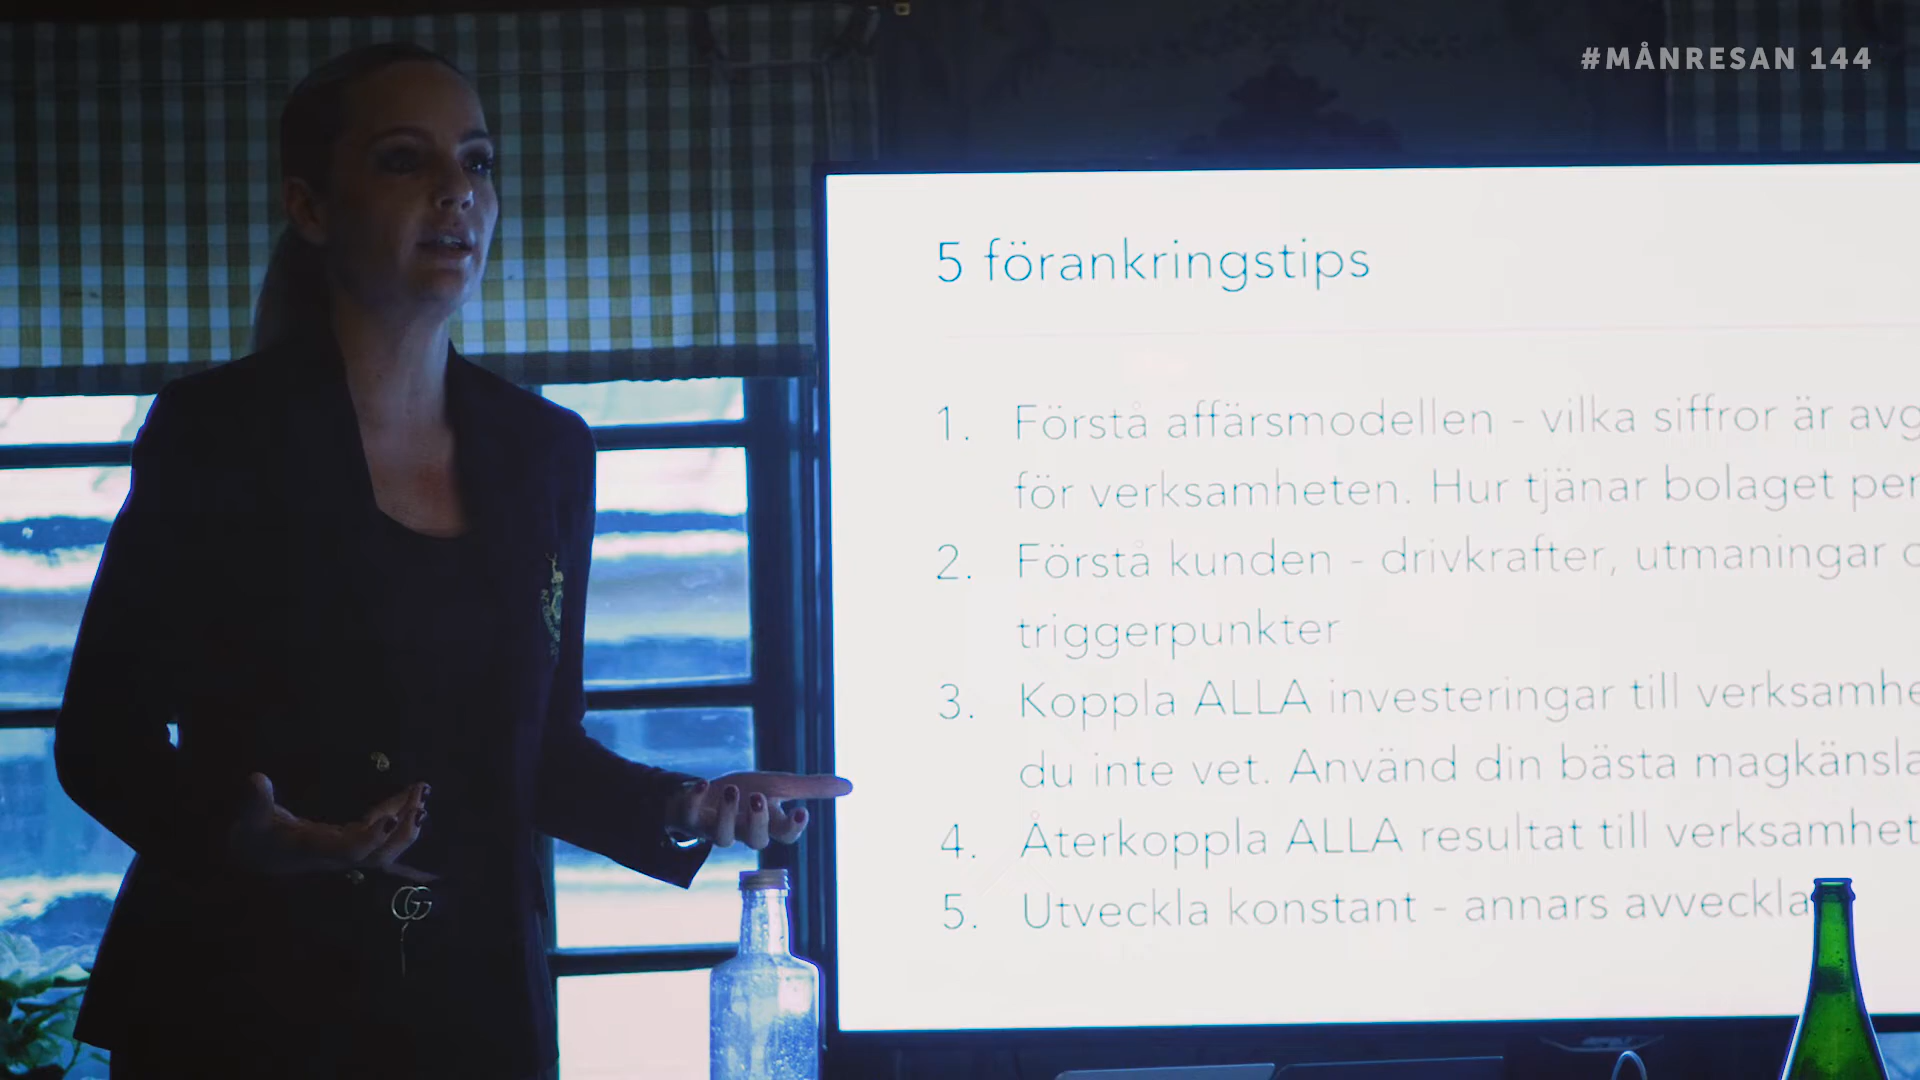 #MÅNRESAN 144
5 förankringstips
1. Förstå affärsmodellen - vilka siffror är
för verksamheten. Hur tjänar bolaget
2. Förstå kunden - drivkrafter, utmaningar
triggerpunkter
3. Koppla ALLA investeringar till
du inte vet. Använd din bästa magkänsla
4. Återkoppla ALLA resultat till
5. Utveckla konstant - annars avveckla